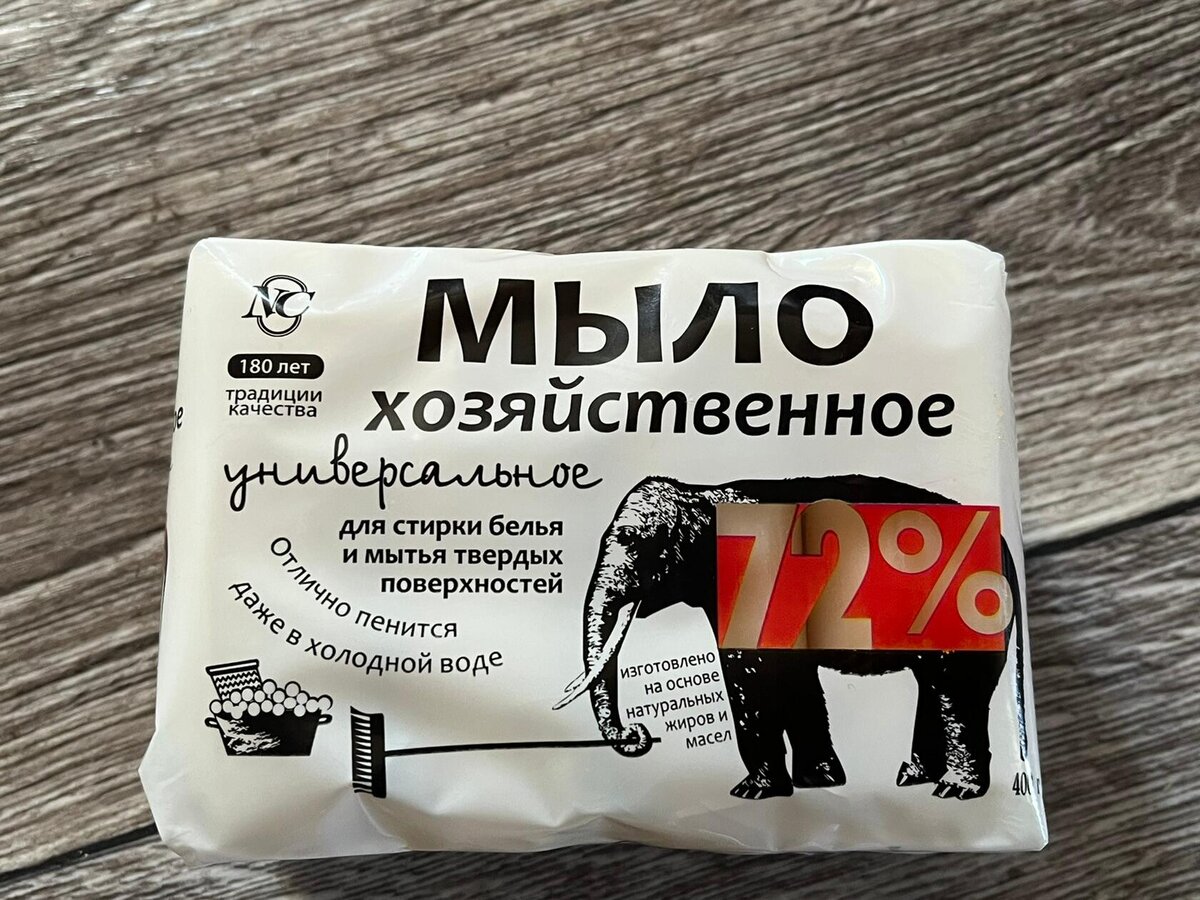 NC
180 лет
традиции
качества
мыло
хозяйственное
универсальное
для стирки белья
и мытья твердых
поверхностей
Отлично пенится
даже в холодной воде
72%
изготовлено
на основе
натуральных
жиров и
масел